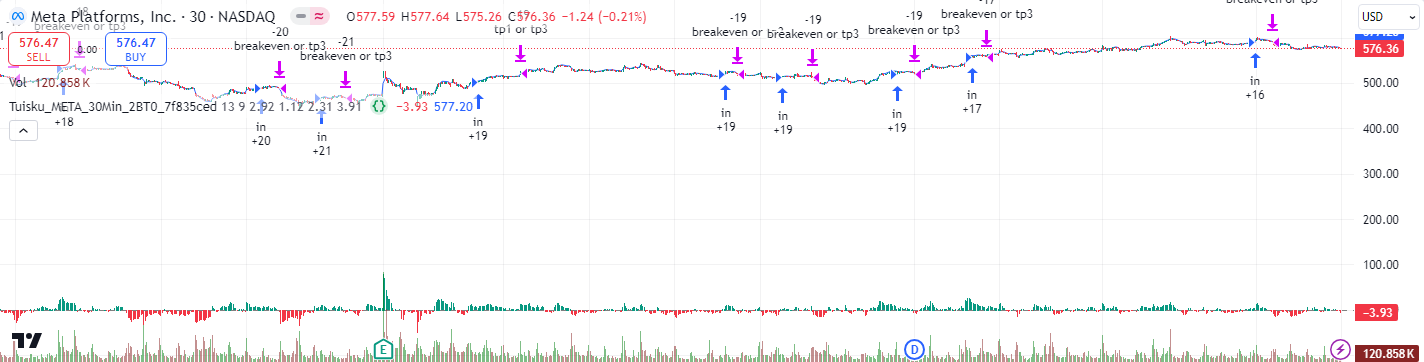 Meta Platforms, Inc. · 30 · NASDAQ
O577.59 H577.64 L575.26 C576.36 −1.24 (−0.21%)
USD
576.47
SELL
0.00
576.47
BUY
Vol 120.858 K
Tuisku_META_30Min_2BT0_7f835ced 13 9 2.92 1.12 2.31 3.91
−3.93 577.20
breakeven or tp3
+18
-20
breakeven or tp3
in
+20
-21
breakeven or tp3
in
+21
in
+19
tp1 or tp3
-19
breakeven or
in
+19
-19
breakeven or tp3
in
+19
-19
breakeven or tp3
in
+19
breakeven or tp3
in
+17
breakeven or tp3
in
+16
576.36
500.00
400.00
300.00
200.00
100.00
−3.93
120.858 K
E
D